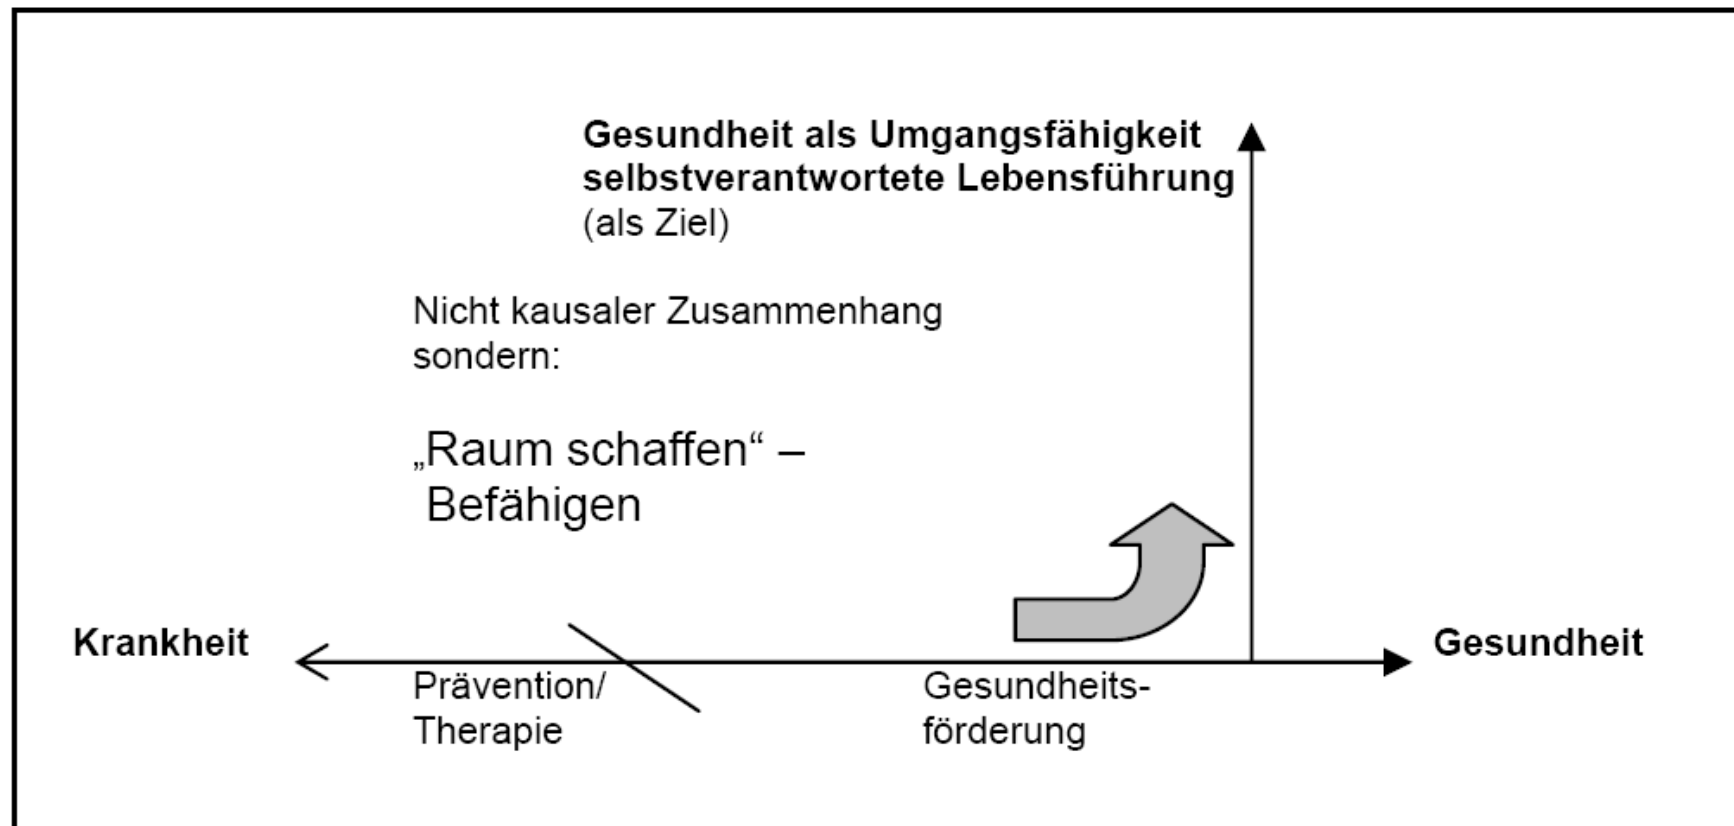 Gesundheit als Umgangsfähigkeit
selbstverantwortete Lebensführung
(als Ziel)
Nicht kausaler Zusammenhang
sondern:
„Raum schaffen“ –
Befähigen
Krankheit
Gesundheit
Prävention/
Therapie
Gesundheits-
förderung